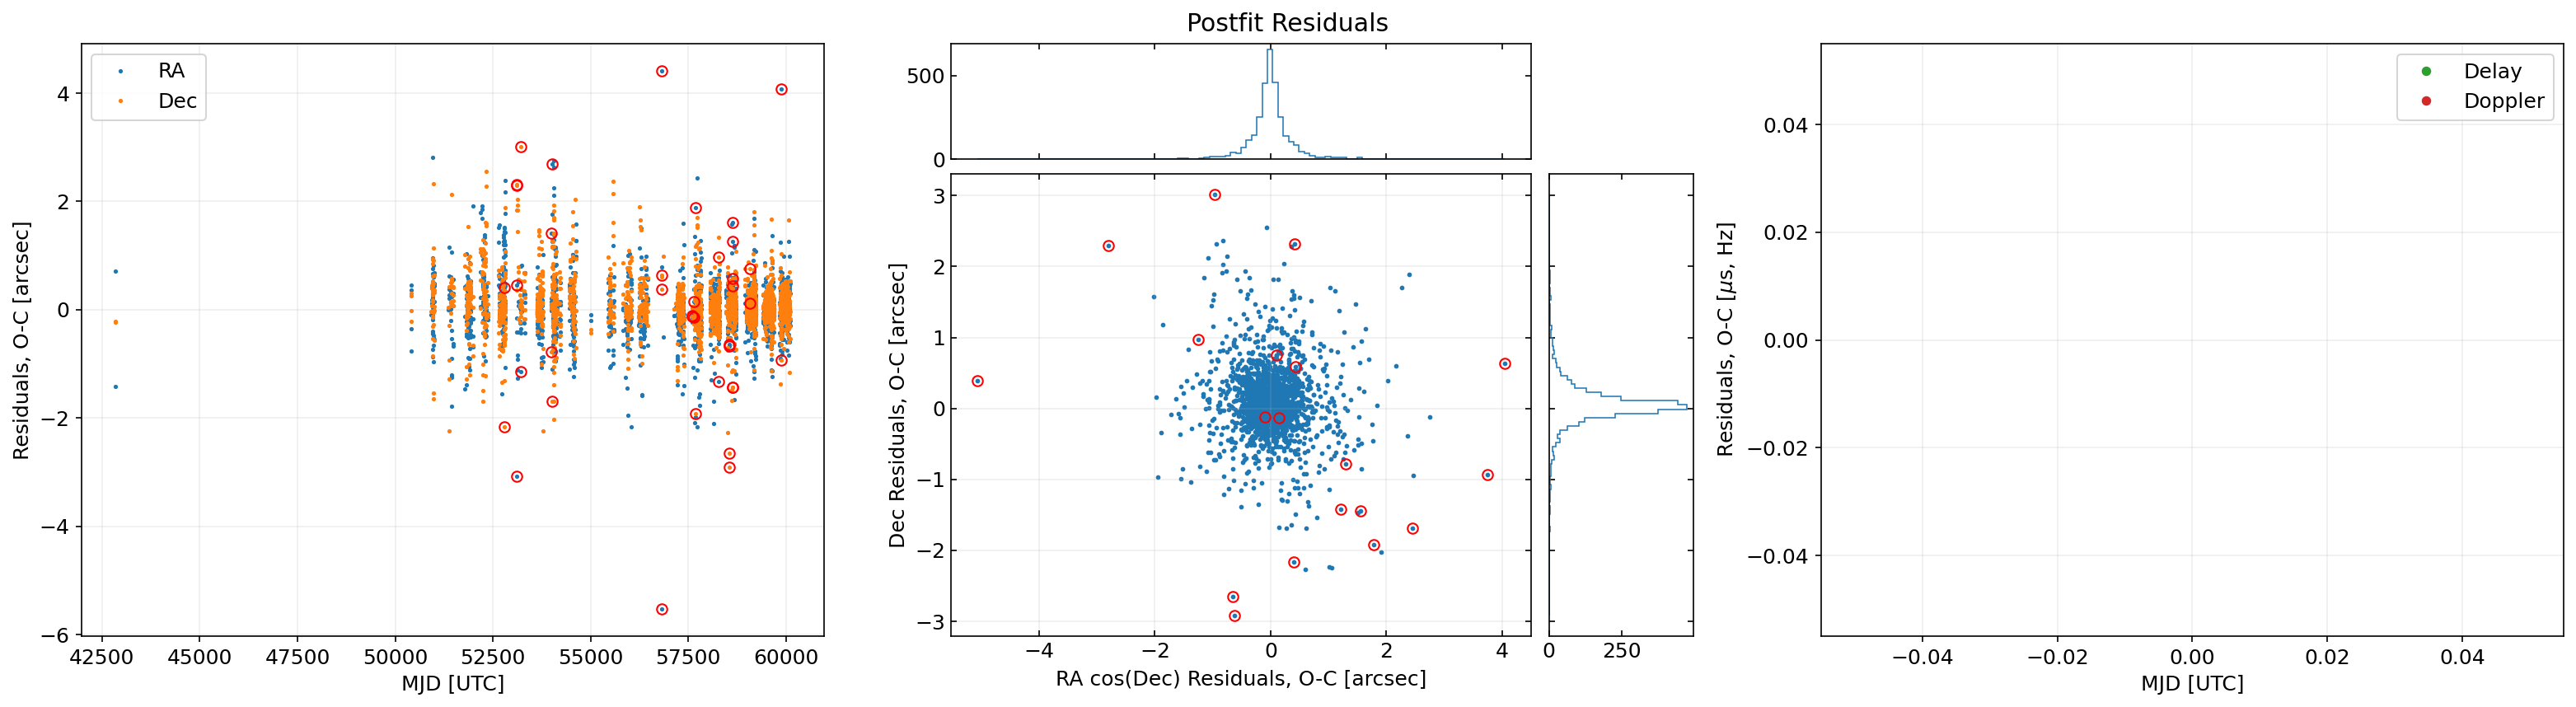 Postfit Residuals
RA
Dec
Residuals, O-C [arcsec]
4
2
0
−2
−4
−6
42500 45000 47500 50000 52500 55000 57500 60000
MJD [UTC]
500
0
Dec Residuals, O-C [arcsec]
3
2
1
0
−1
−2
−3
−4 −2 0 2 4
RA cos(Dec) Residuals, O-C [arcsec]
0 250
Delay
Doppler
Residuals, O-C [μs, Hz]
0.04
0.02
0.00
−0.02
−0.04
−0.04 −0.02 0.00 0.02 0.04
MJD [UTC]